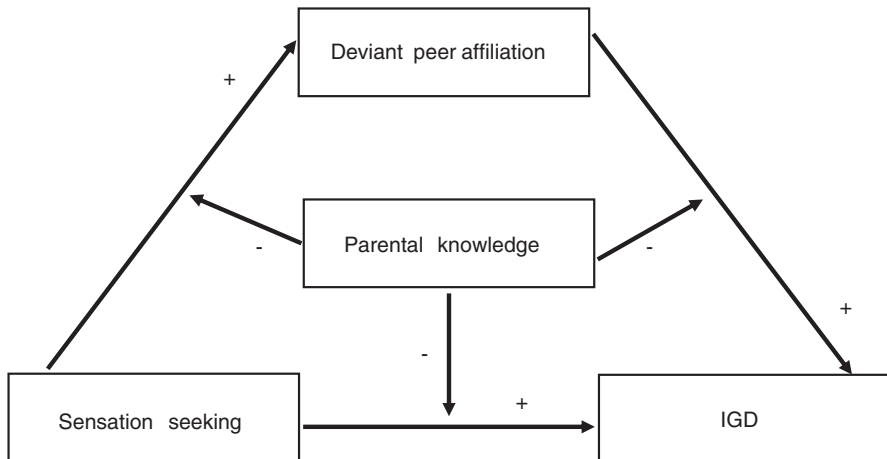 Deviant peer affiliation
+
Parental knowledge
-
-
+
-
+
Sensation seeking
IGD